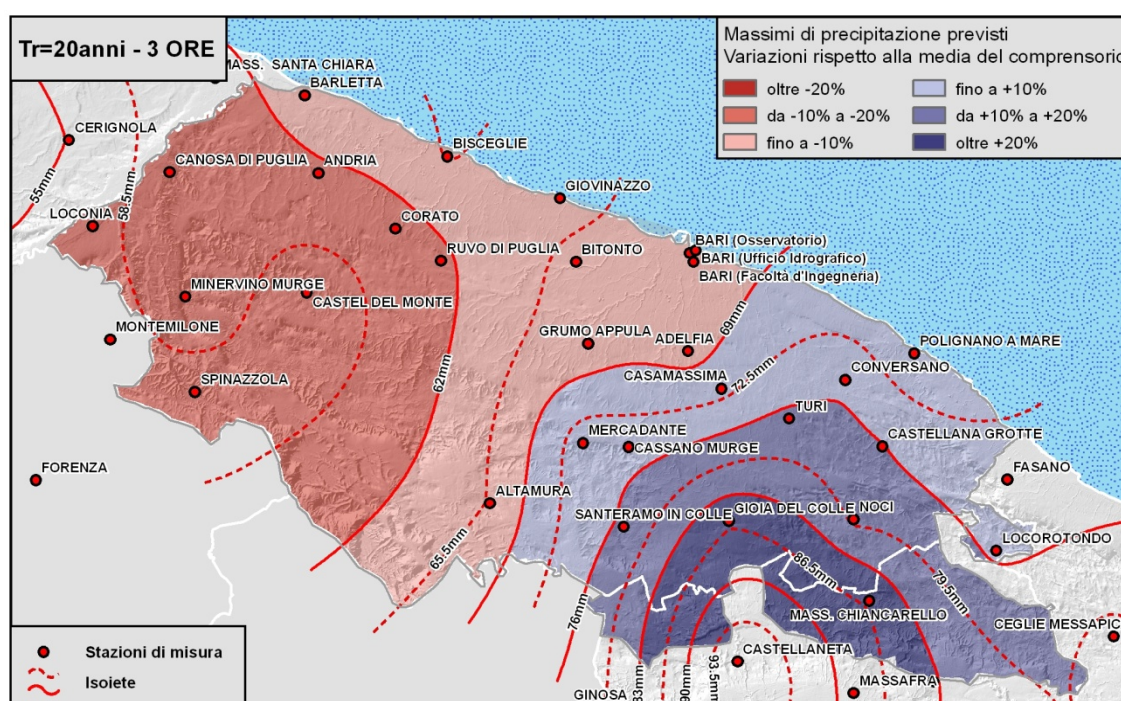 Tr=20anni - 3 ORE
Massimi di precipitazione previsti
Variazioni rispetto alla media del comprensorio
oltre -20%
fino a +10%
da -10% a -20%
da +10% a +20%
fino a -10%
oltre +20%
MASS. SANTA CHIARA
BARLETTA
CERIGNOLA
BISCEGLIE
CANOSA DI PUGLIA
ANDRIA
55mm
58.5mm
GIOVINAZZO
LOCONIA
CORATO
BARI (Osservatorio)
RUVO DI PUGLIA
BITONTO
BARI (Ufficio Idrografico)
BARI (Facoltà d'Ingegneria)
MINERVINO MURGE
CASTEL DEL MONTE
69mm
MONTEMILONE
GRUMO APPULA
ADELFIA
POLIGNANO A MARE
62mm
CASAMASSIMA
72.5mm
CONVERSANO
SPINAZZOLA
TURI
MERCADANTE
CASSANO MURGE
CASTELLANA GROTTE
FORENZA
FASANO
ALTAMURA
SANTERAMO IN COLLE
GIOIA DEL COLLE
NOCI
65.5mm
LOCOROTONDO
86.5mm
79.5mm
76mm
MASS. CHIANCARELLO
CEGLIE MESSAPIC
Stazioni di misura
CASTELLANETA
93.5mm
Isoiete
GINOSA
MASSAFRA